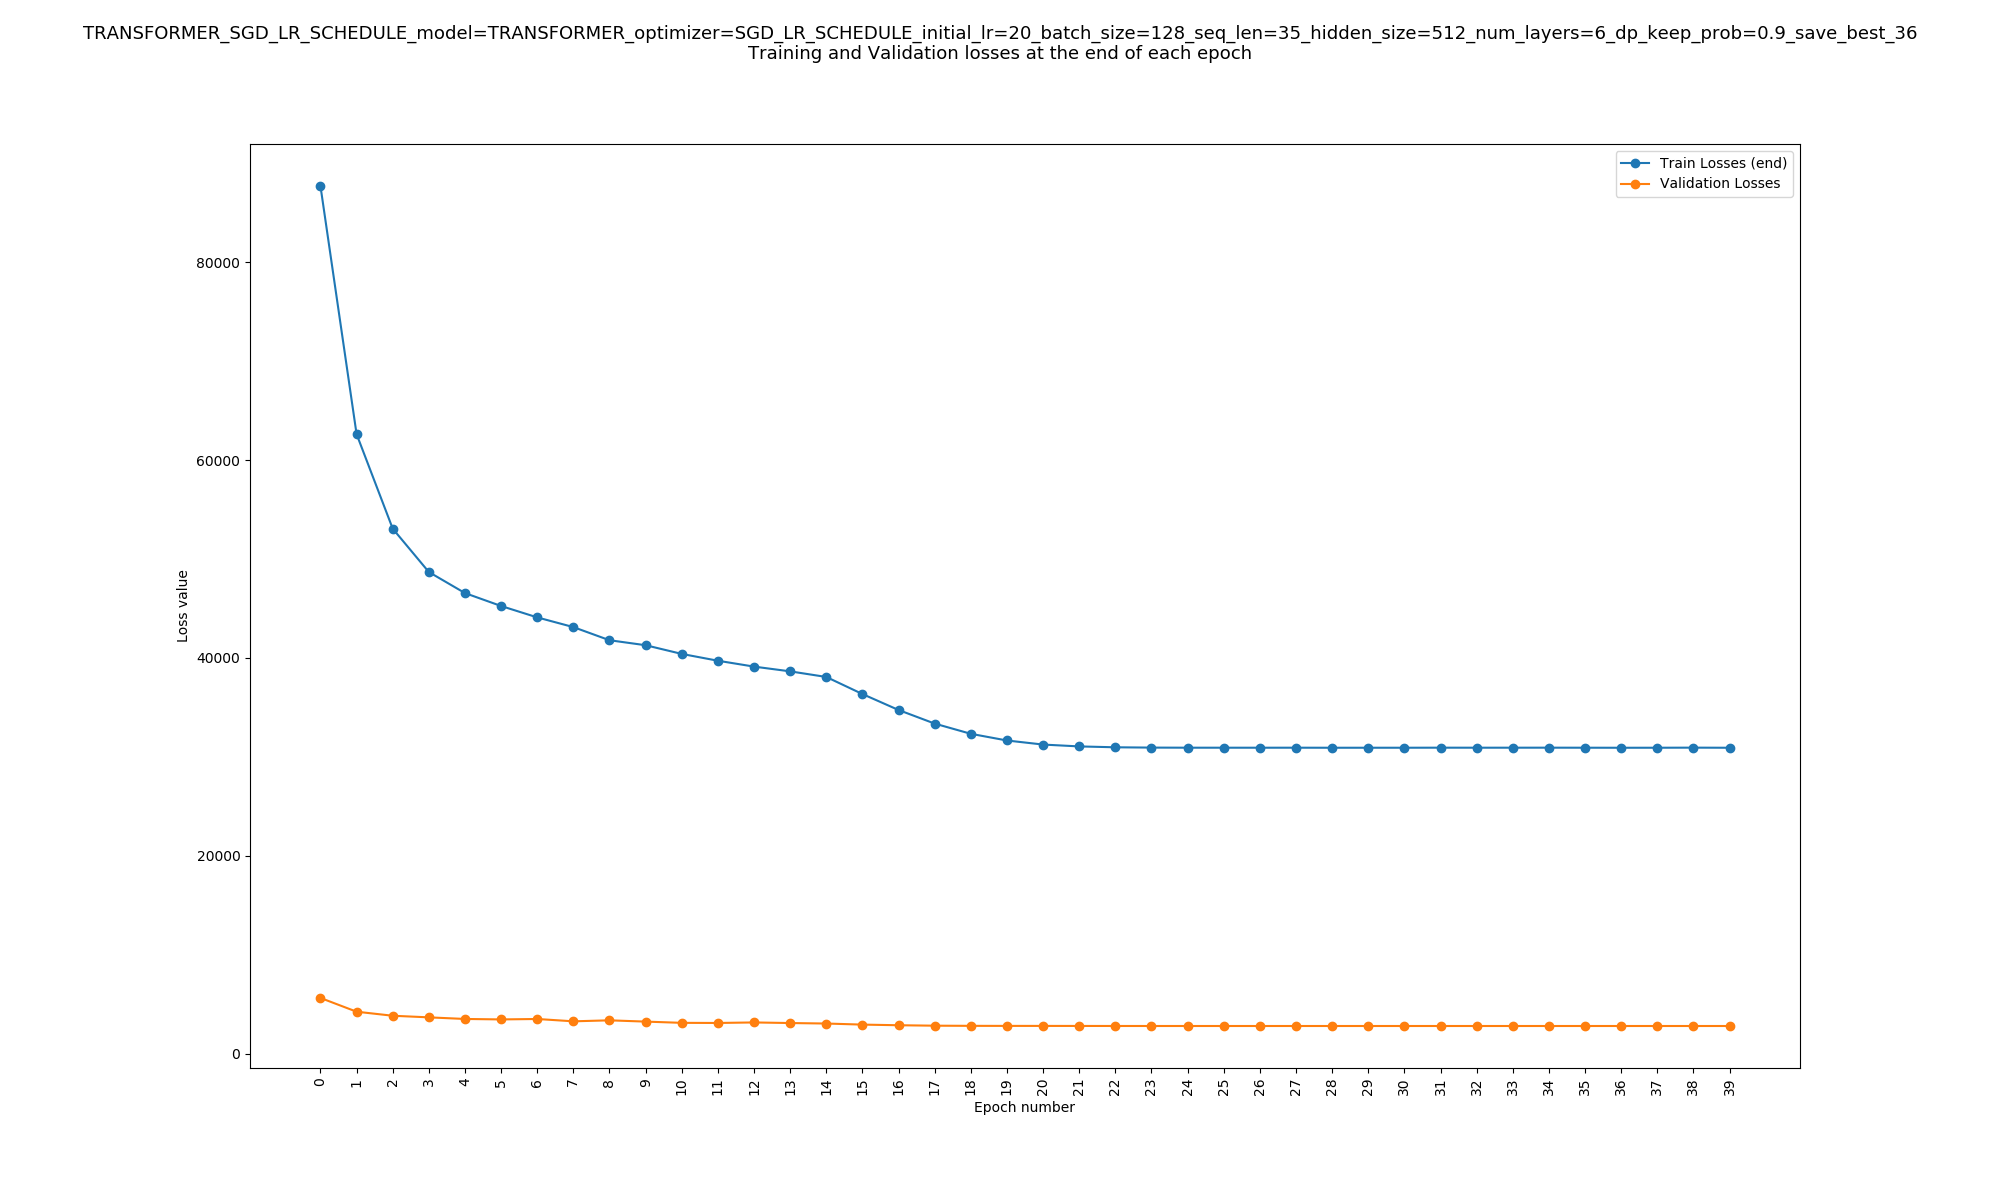 TRANSFORMER_SGD_LR_SCHEDULE_model=TRANSFORMER_optimizer=SGD_LR_SCHEDULE_initial_lr=20_batch_size=128_seq_len=35_hidden_size=512_num_layers=6_dp_keep_prob=0.9_save_best_36
Training and Validation losses at the end of each epoch
Train Losses (end)
Validation Losses
80000
60000
40000
20000
0
Loss value
0 1 2 3 4 5 6 7 8 9 10 11 12 13 14 15 16 17 18 19 20 21 22 23 24 25 26 27 28 29 30 31 32 33 34 35 36 37 38 39
Epoch number